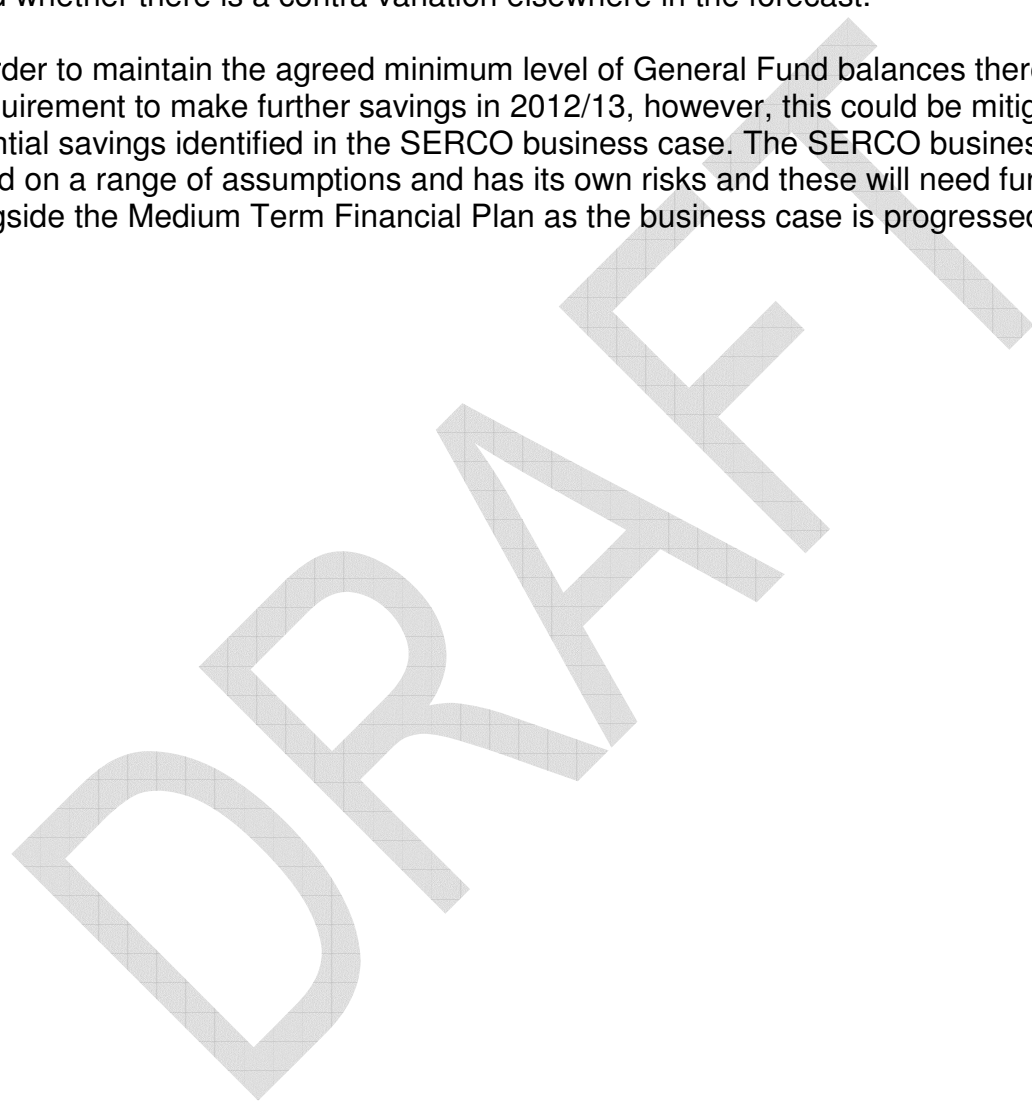 whether there is a contra variation elsewhere in the forecast.
rder to maintain the agreed minimum level of General Fund balances there
uirement to make further savings in 2012/13, however, this could be mitig
ntial savings identified in the SERCO business case. The SERCO busines
d on a range of assumptions and has its own risks and these will need fur
gside the Medium Term Financial Plan as the business case is progressed
DRAFT